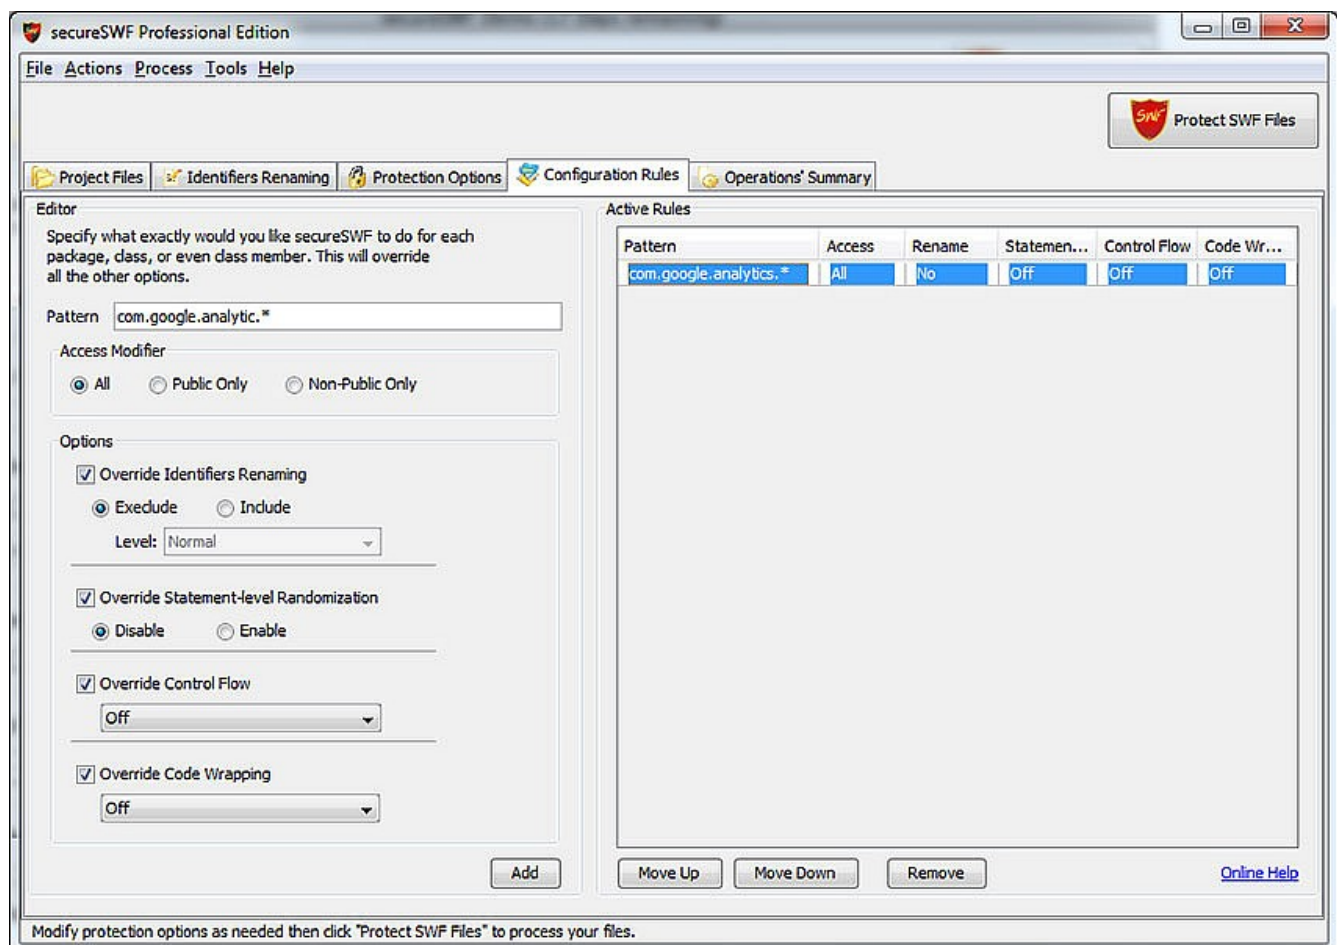 secureSWF Professional Edition
File Actions Process Tools Help
SWF Protect SWF Files
Project Files Identifiers Renaming Protection Options Configuration Rules Operations' Summary
Editor
Specify what exactly would you like secureSWF to do for each
package, class, or even class member. This will override
all the other options.
Pattern com.google.analytic.*
Access Modifier
All Public Only Non-Public Only
Options
Override Identifiers Renaming
Execlude Include
Level: Normal
Override Statement-level Randomization
Disable Enable
Override Control Flow
Off
Override Code Wrapping
Off
Add
Active Rules
Pattern Access Rename Statemen... Control Flow Code Wr...
com.google.analytics.* All No Off Off Off
Move Up Move Down Remove Online Help
Modify protection options as needed then click "Protect SWF Files" to process your files.